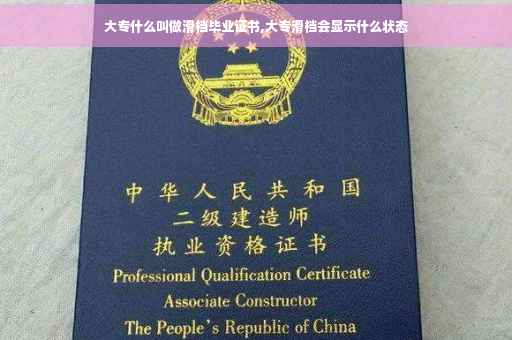 大专什么叫做滑档毕业证书,大专滑档会显示什么状态
中华人民共和国
二级建造师
执业资格证书
Professional Qualification Certificate
Associate Constructor
The People's Republic of China